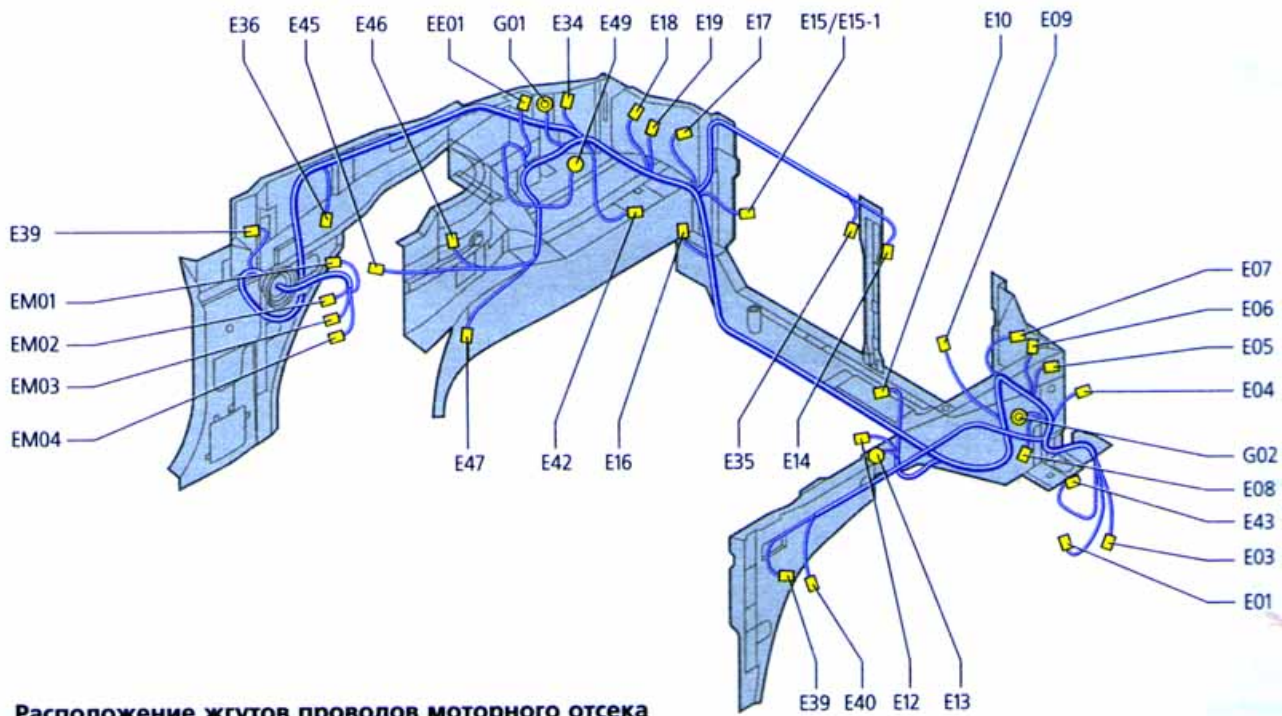 E36 E45 E46 EE01 G01 E34 E49 E18 E19 E17 E15/E15-1 E10 E09
E39
EM01
EM02
EM03
EM04
E07
E06
E05
E04
G02
E08
E43
E03
E01
E47 E42 E16 E35 E14
E39 E40 E12 E13
Расположение жгутов проводов моторного отсека